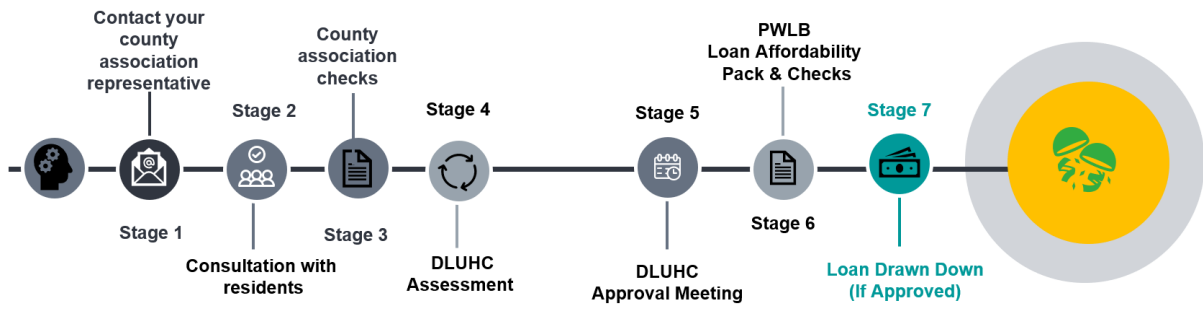 Contact your
county
association
representative
Stage 1
Stage 2
Consultation with
residents
County
association
checks
Stage 3
Stage 4
DLUHC
Assessment
Stage 5
DLUHC
Approval Meeting
PWLB
Loan Affordability
Pack & Checks
Stage 6
Stage 7
Loan Drawn Down
(If Approved)
@